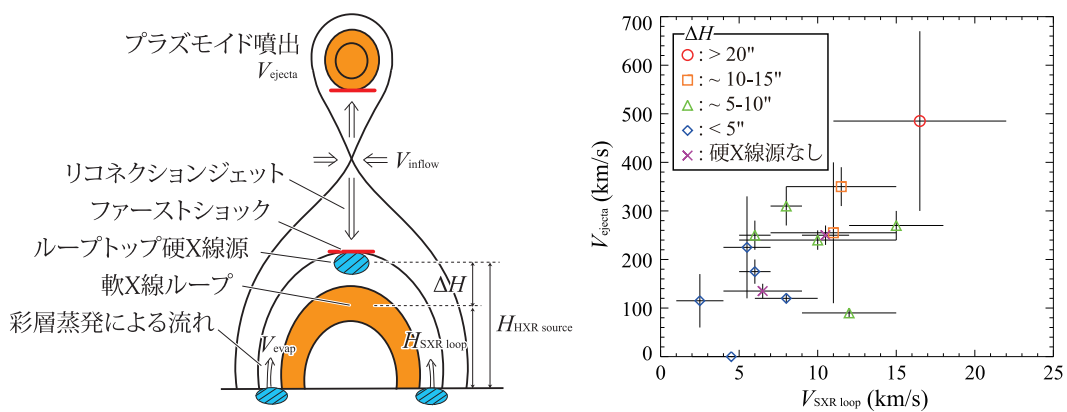 プラズモイド噴出
Vejecta
Vinflow
リコネクションジェット
ファーストショック
ループトップ硬X線源
軟X線ループ
彩層蒸発による流れ
ΔH
HHXR source
HSXR loop
Vevap
700
600
500
400
300
200
100
0
Vejecta (km/s)
ΔH
: > 20"
: ~ 10-15"
: ~ 5-10"
: < 5"
: 硬X線源なし
0 5 10 15 20 25
VSXR loop (km/s)